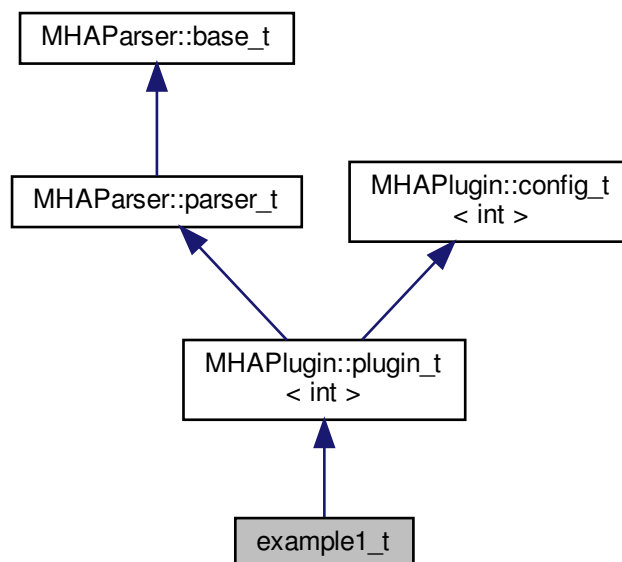 MHAParser::base_t
MHAParser::parser_t
MHAPlugin::config_t
< int >
MHAPlugin::plugin_t
< int >
example1_t